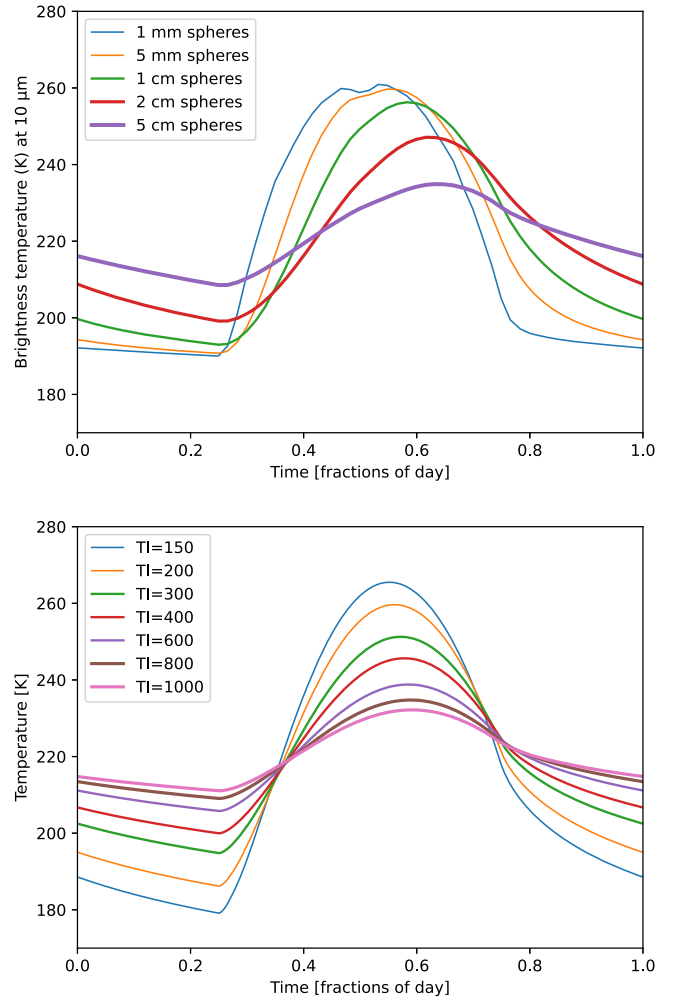 280
260
240
220
200
180
Brightness temperature (K) at 10 μm
1 mm spheres
5 mm spheres
1 cm spheres
2 cm spheres
5 cm spheres
0.0 0.2 0.4 0.6 0.8 1.0
Time [fractions of day]
280
260
240
220
200
180
Temperature [K]
TI=150
TI=200
TI=300
TI=400
TI=600
TI=800
TI=1000
0.0 0.2 0.4 0.6 0.8 1.0
Time [fractions of day]